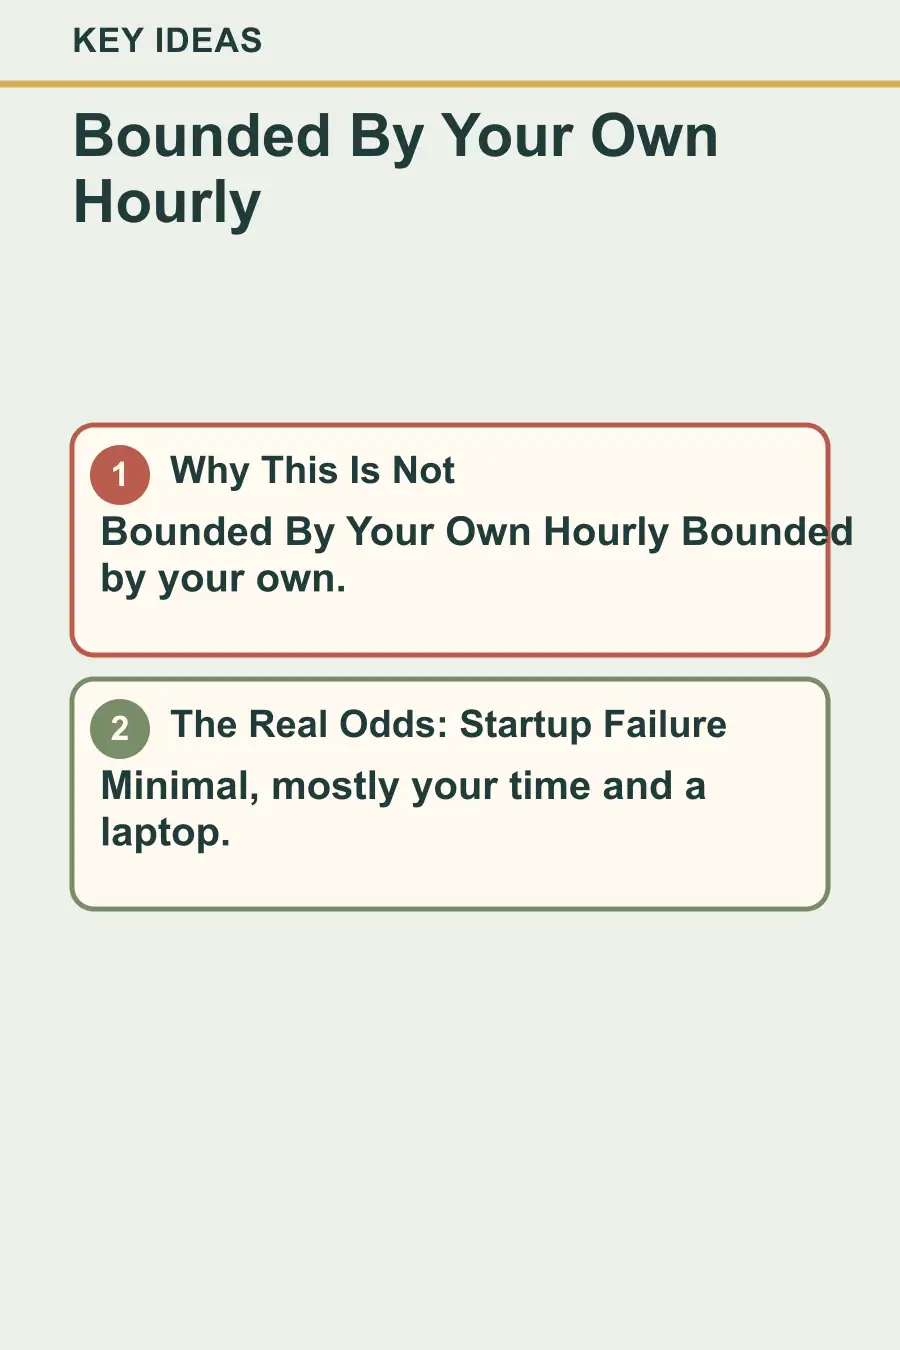 KEY IDEAS
Bounded By Your Own
Hourly
1 Why This Is Not
Bounded By Your Own Hourly Bounded
by your own.
2 The Real Odds: Startup Failure
Minimal, mostly your time and a
laptop.